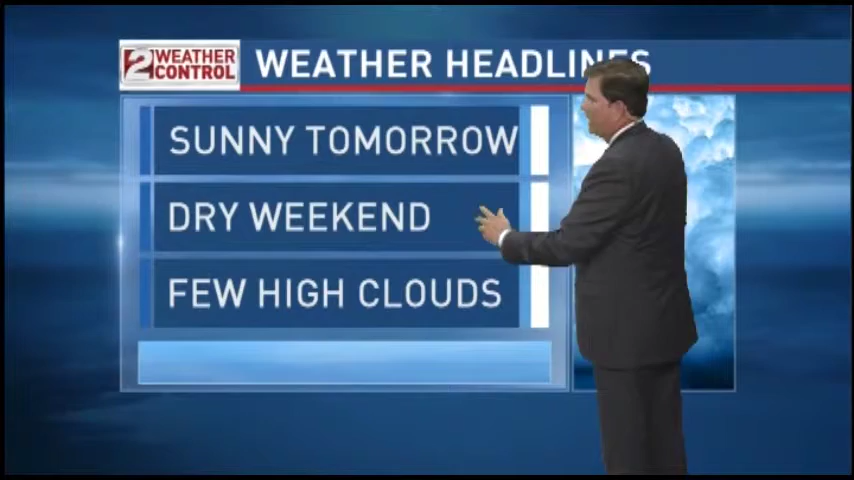 2 WEATHER
CONTROL
WEATHER HEADLINES
SUNNY TOMORROW
DRY WEEKEND
FEW HIGH CLOUDS